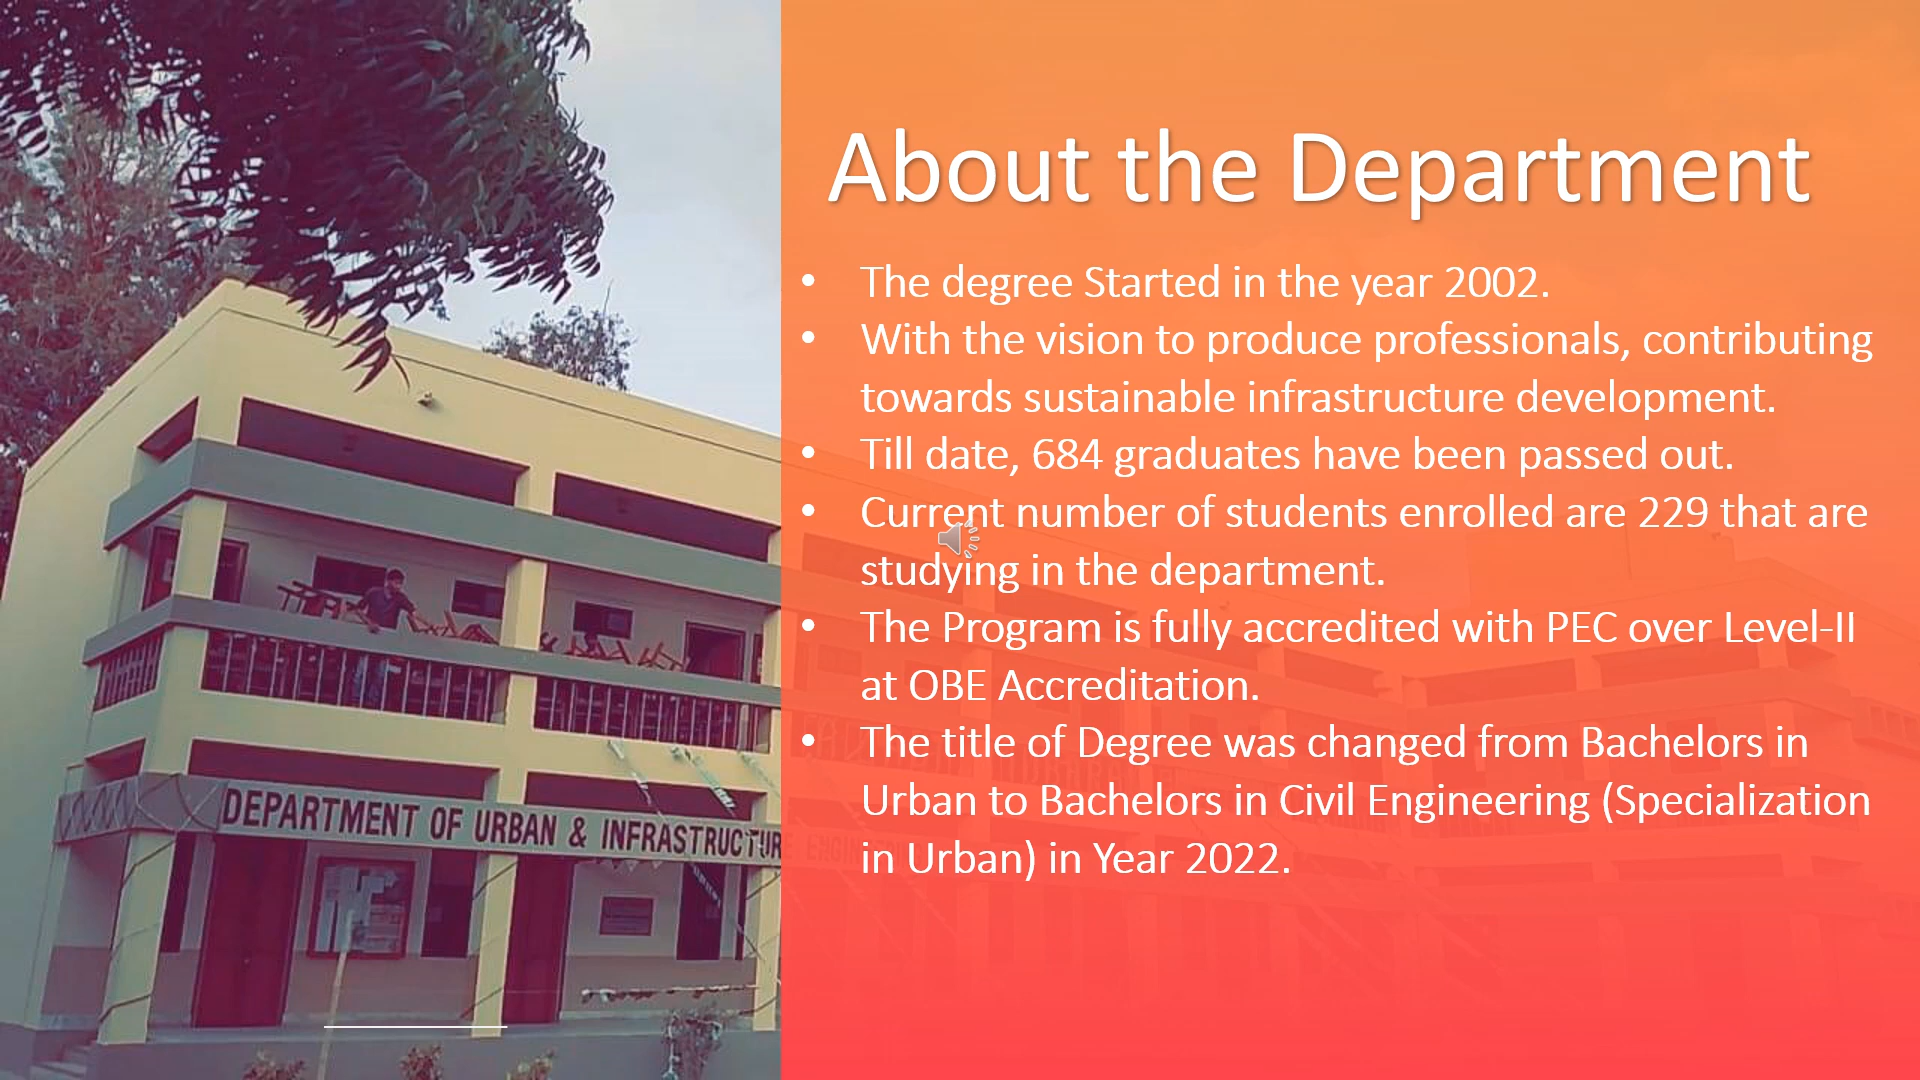 About the Department
• The degree Started in the year 2002.
• With the vision to produce professionals, contributing
towards sustainable infrastructure development.
• Till date, 684 graduates have been passed out.
• Current number of students enrolled are 229 that are
studying in the department.
• The Program is fully accredited with PEC over Level-II
at OBE Accreditation.
• The title of Degree was changed from Bachelors in
Urban to Bachelors in Civil Engineering (Specialization
in Urban) in Year 2022.
DEPARTMENT OF URBAN & INFRASTRUCTURE